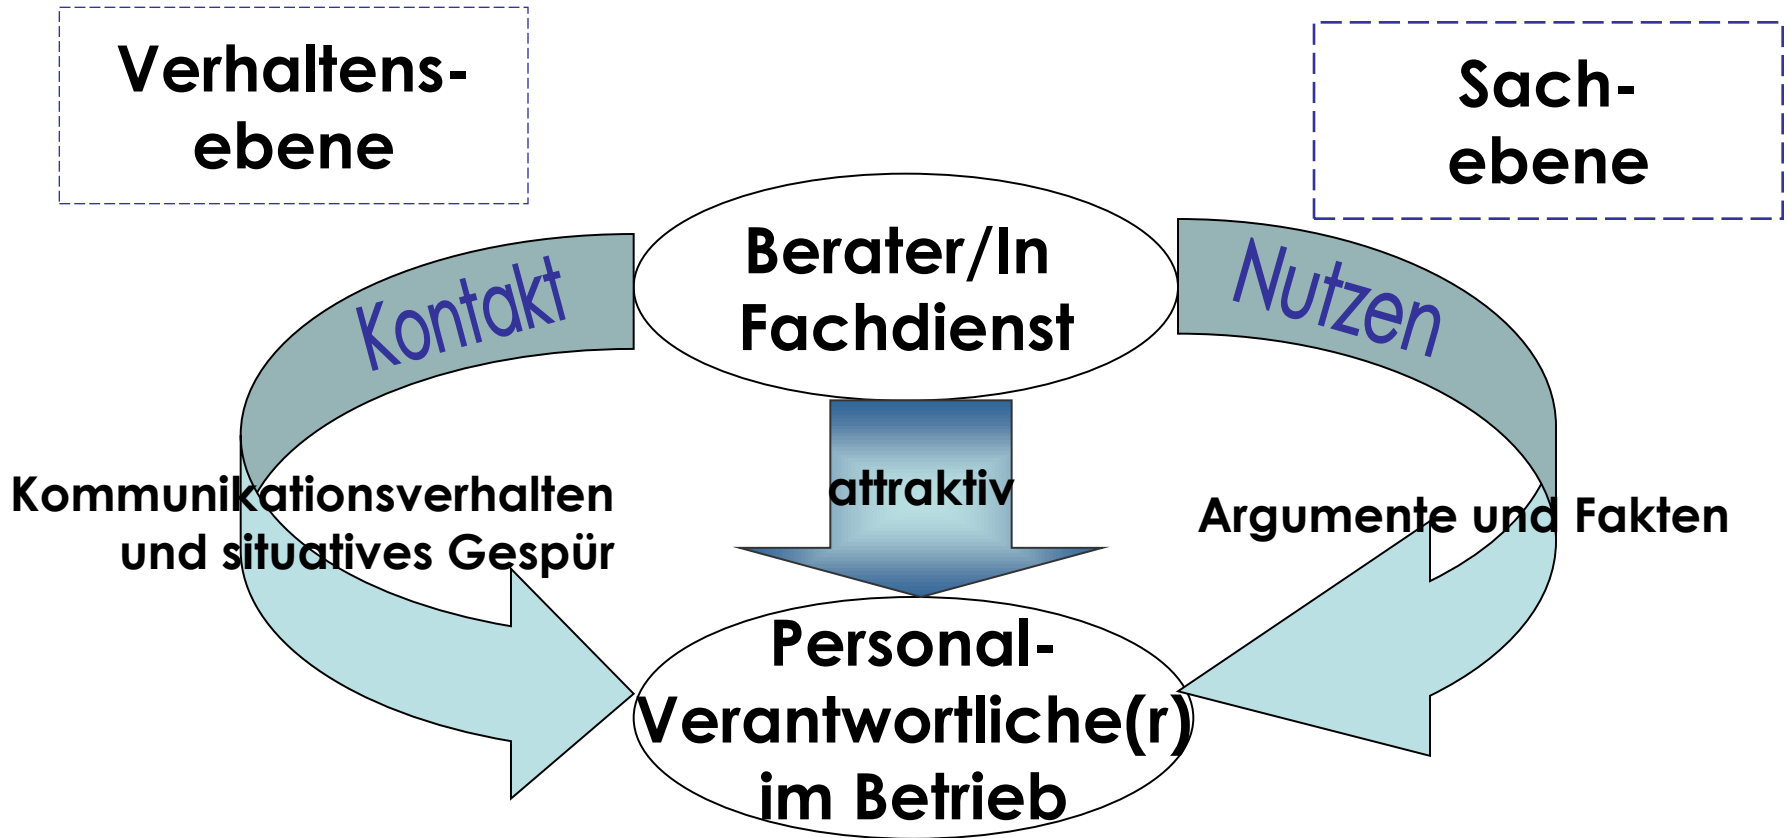 Verhaltens-
ebene
Sach-
ebene
Berater/In
Fachdienst
Kontakt
Nutzen
attraktiv
Kommunikationsverhalten
und situatives Gespür
Argumente und Fakten
Personal-
Verantwortliche(r)
im Betrieb